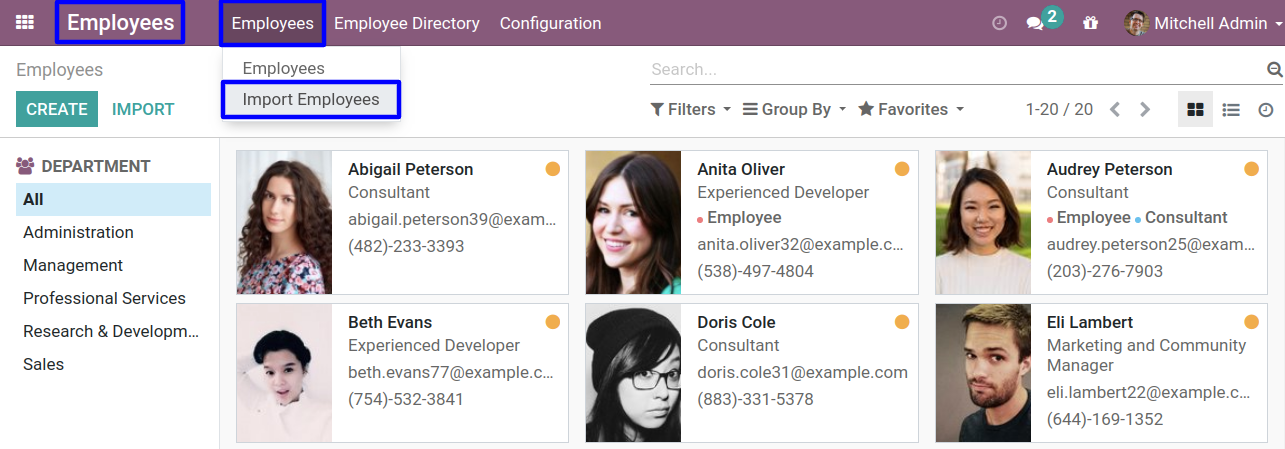 Employees Employees Employee Directory Configuration 2 Mitchell Admin
Employees
Employees
Import Employees
Search...
CREATE IMPORT
Filters Group By Favorites 1-20 / 20
DEPARTMENT
All
Administration
Management
Professional Services
Research & Developm...
Sales
Abigail Peterson
Consultant
abigail.peterson39@exam...
(482)-233-3393
Anita Oliver
Experienced Developer
Employee
anita.oliver32@example.c...
(538)-497-4804
Audrey Peterson
Consultant
Employee Consultant
audrey.peterson25@exam...
(203)-276-7903
Beth Evans
Experienced Developer
beth.evans77@example.c...
(754)-532-3841
Doris Cole
Consultant
doris.cole31@example.com
(883)-331-5378
Eli Lambert
Marketing and Community
Manager
eli.lambert22@example.c...
(644)-169-1352